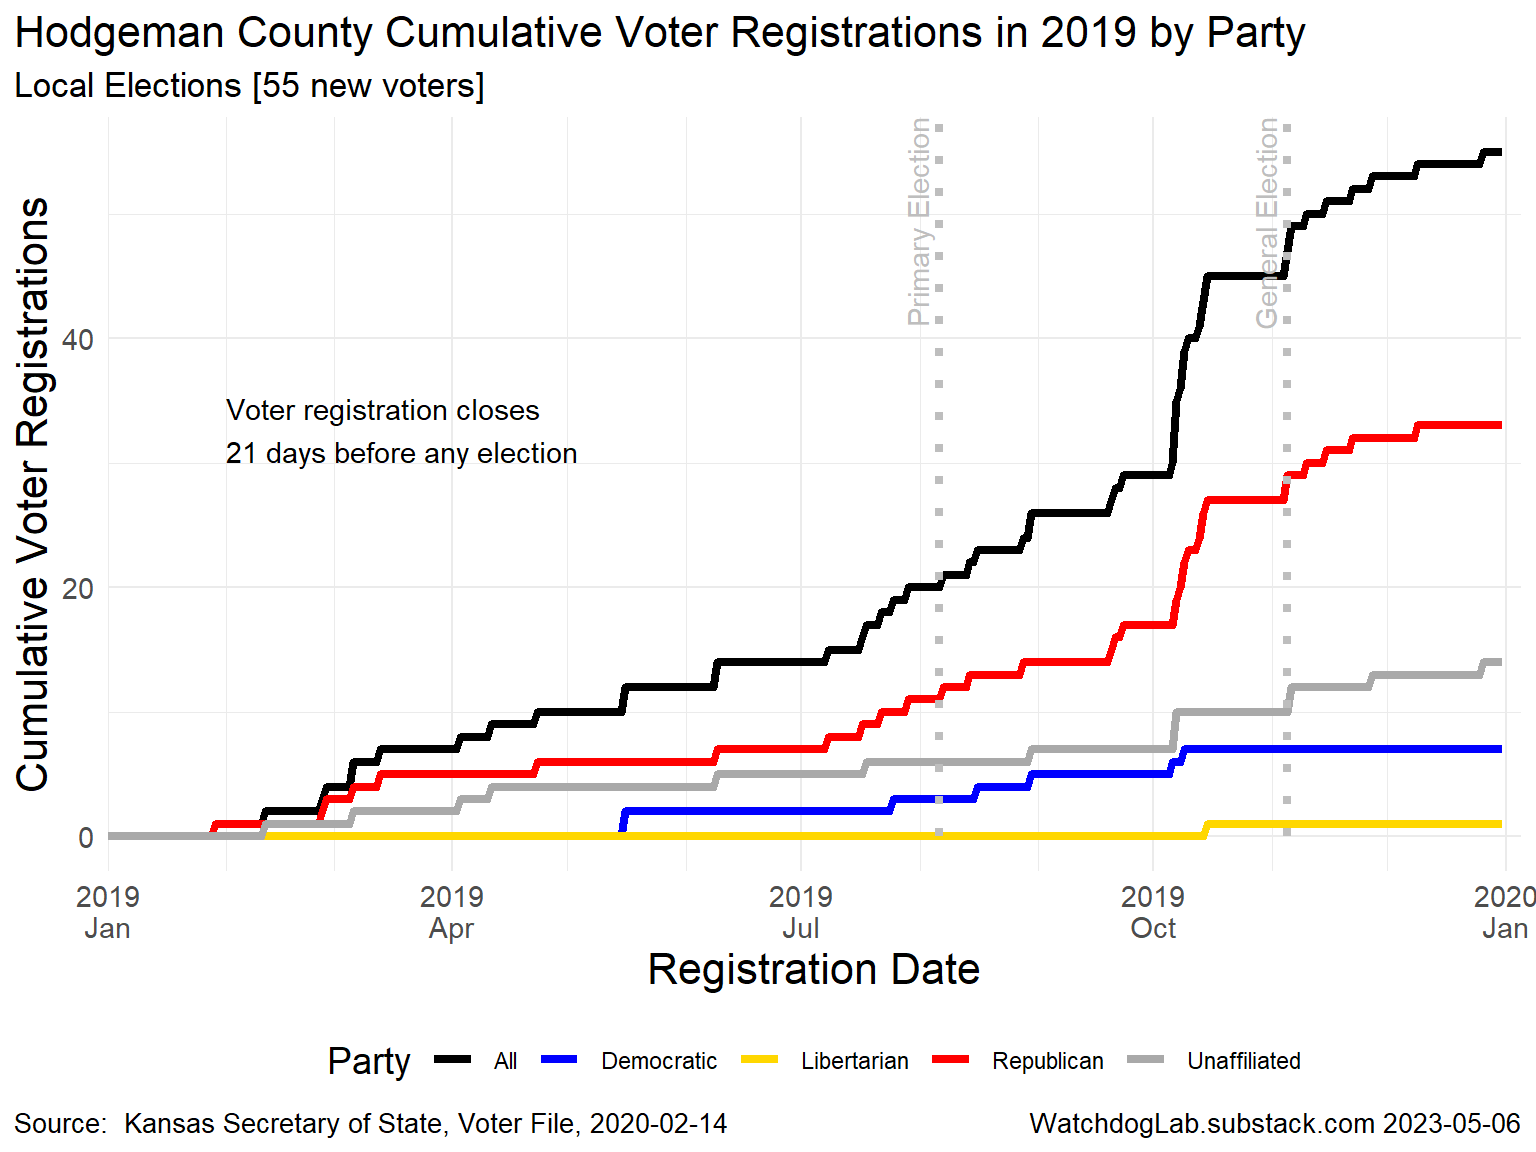 Hodgeman County Cumulative Voter Registrations in 2019 by Party
Local Elections [55 new voters]
Cumulative Voter Registrations
40
20
0
Primary Election
General Election
Voter registration closes
21 days before any election
2019 2019 2019 2019 2020
Jan Apr Jul Oct Jan
Registration Date
Party All Democratic Libertarian Republican Unaffiliated
Source:  Kansas Secretary of State, Voter File, 2020-02-14
WatchdogLab.substack.com 2023-05-06